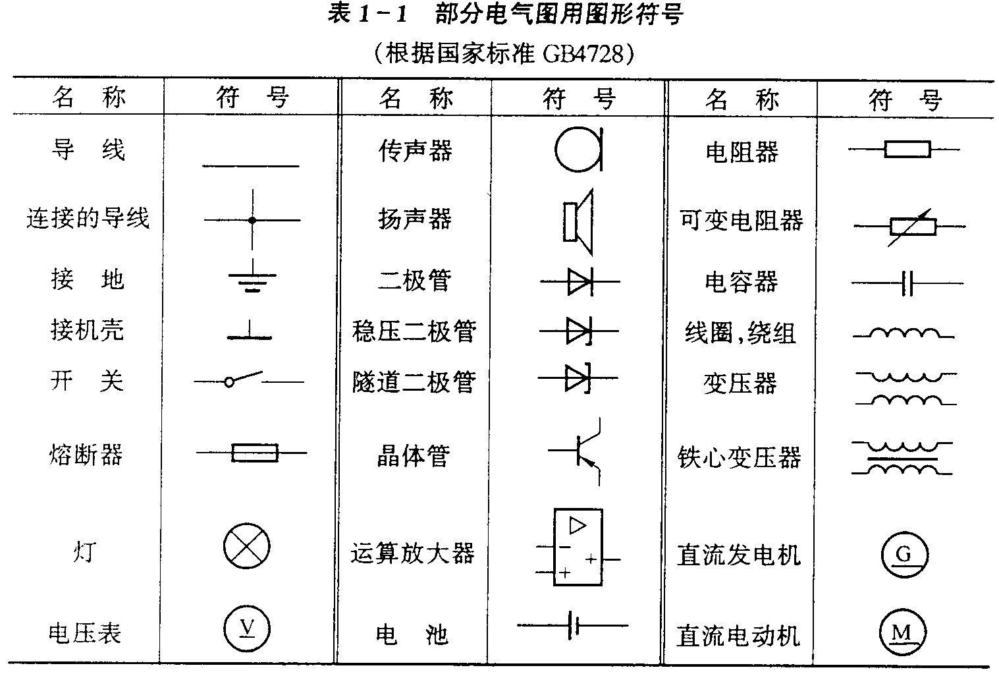 表 1-1 部分电气图用图形符号
(根据国家标准 GB4728)
名 称 符 号 名 称 符 号 名 称 符 号
导 线 传声器 电阻器
连接的导线 扬声器 可变电阻器
接 地 二极管 电容器
接机壳 稳压二极管 线圈,绕组
开 关 隧道二极管 变压器
熔断器 晶体管 铁心变压器
灯 运算放大器 - + + 直流发电机 G
电压表 V 电 池 直流电动机 M